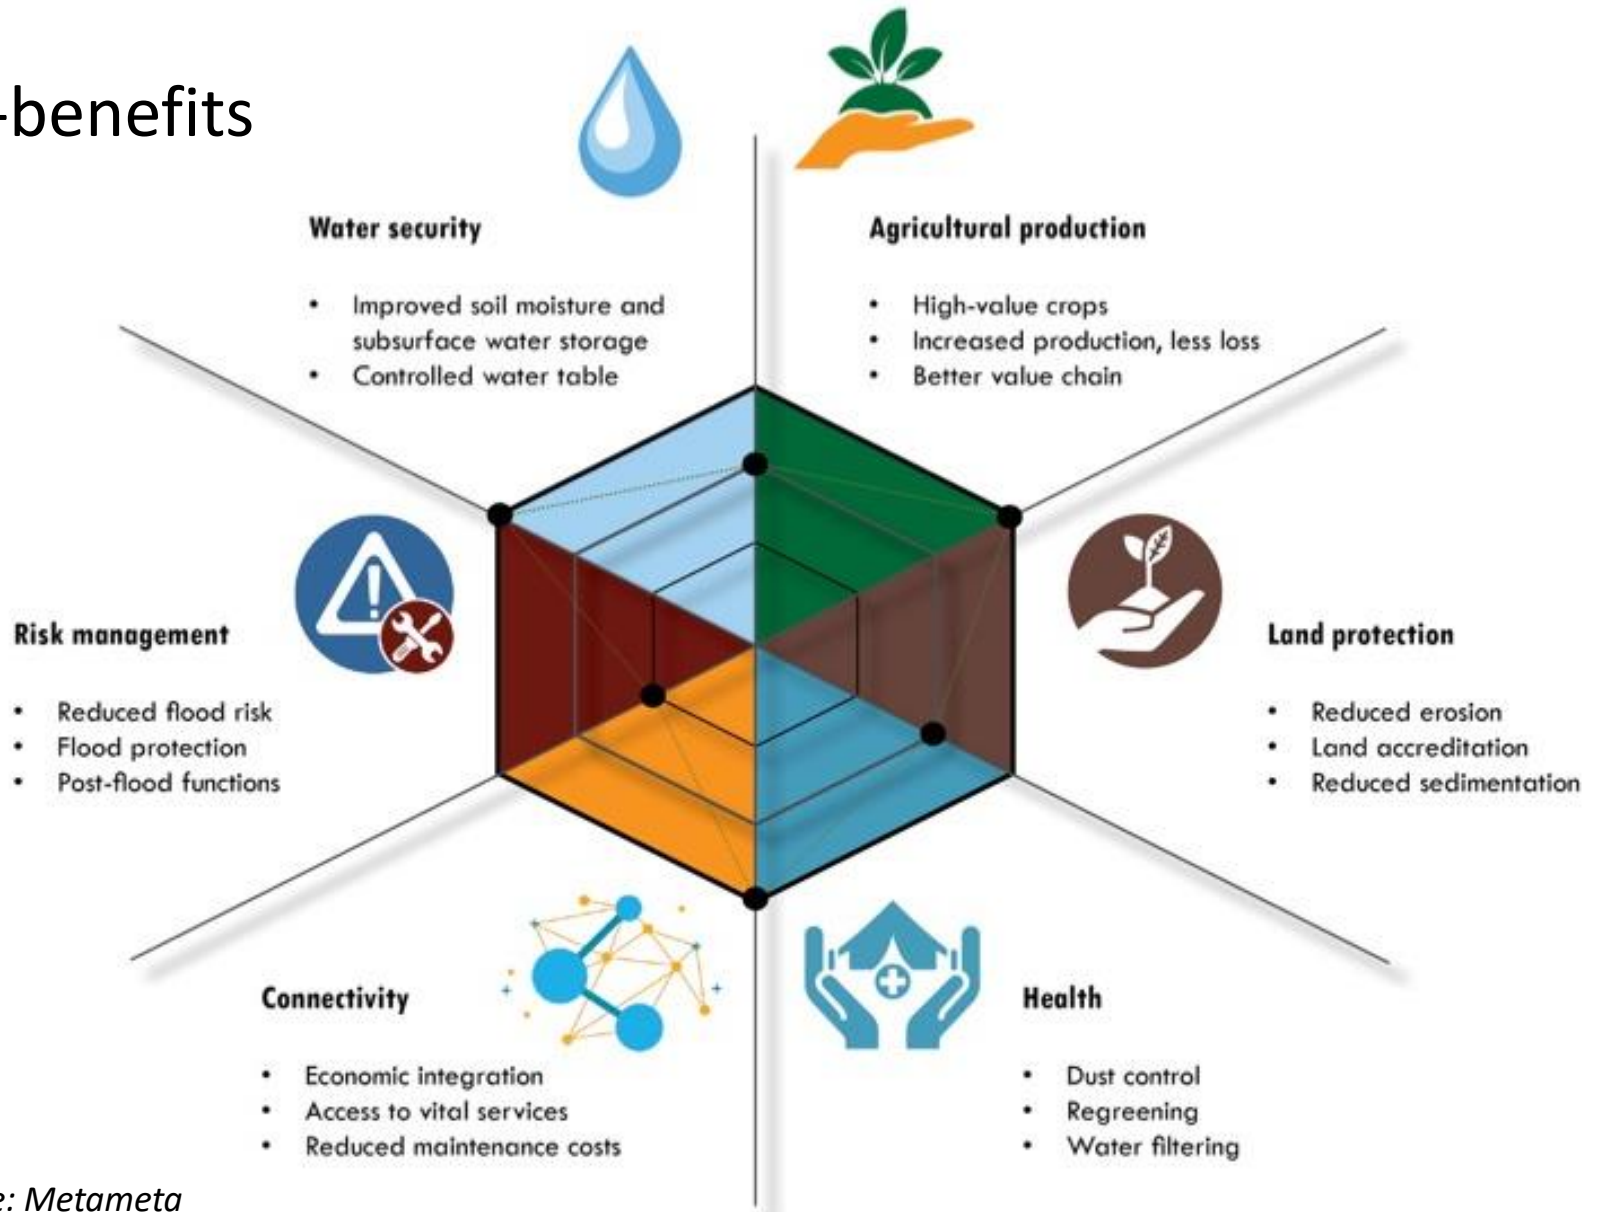 -benefits
Water security
• Improved soil moisture and
subsurface water storage
• Controlled water table
Agricultural production
• High-value crops
• Increased production, less loss
• Better value chain
Risk management
• Reduced flood risk
• Flood protection
• Post-flood functions
Land protection
• Reduced erosion
• Land accreditation
• Reduced sedimentation
Connectivity
• Economic integration
• Access to vital services
• Reduced maintenance costs
Health
• Dust control
• Regreening
• Water filtering
e: Metameta